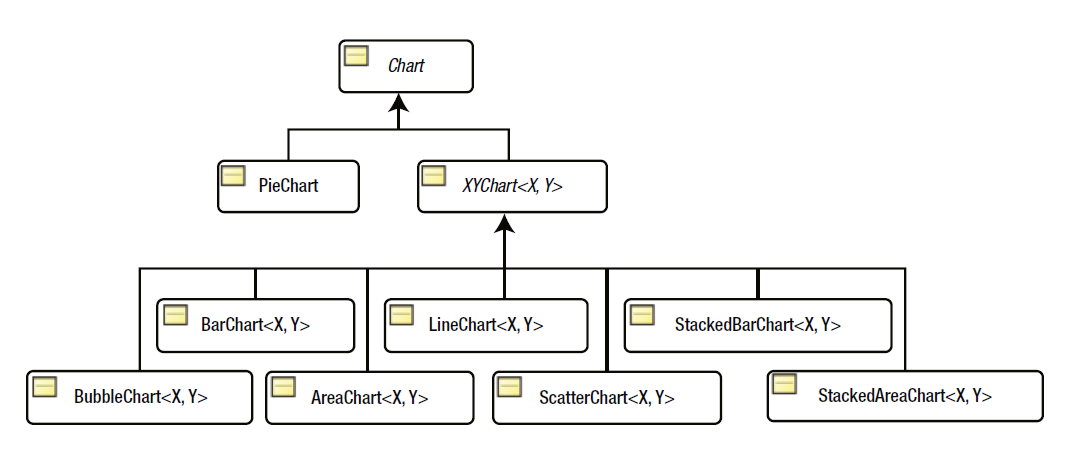 Chart
PieChart
XYChart<X, Y>
BarChart<X, Y>
LineChart<X, Y>
StackedBarChart<X, Y>
BubbleChart<X, Y>
AreaChart<X, Y>
ScatterChart<X, Y>
StackedAreaChart<X, Y>